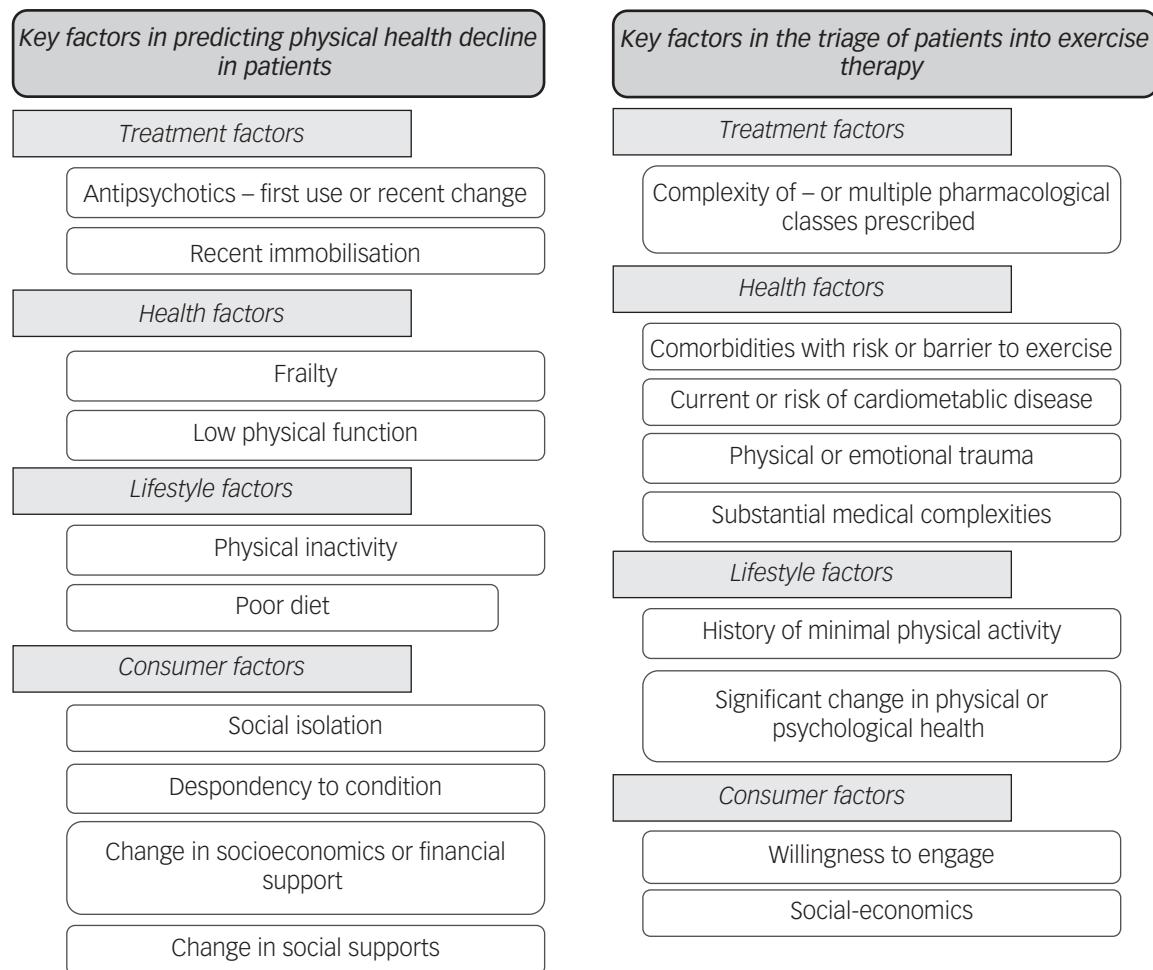 Key factors in predicting physical health decline
in patients
Treatment factors
Antipsychotics – first use or recent change
Recent immobilisation
Health factors
Frailty
Low physical function
Lifestyle factors
Physical inactivity
Poor diet
Consumer factors
Social isolation
Despondency to condition
Change in socioeconomics or financial
support
Change in social supports
Key factors in the triage of patients into exercise
therapy
Treatment factors
Complexity of – or multiple pharmacological
classes prescribed
Health factors
Comorbidities with risk or barrier to exercise
Current or risk of cardiometablic disease
Physical or emotional trauma
Substantial medical complexities
Lifestyle factors
History of minimal physical activity
Significant change in physical or
psychological health
Consumer factors
Willingness to engage
Social-economics